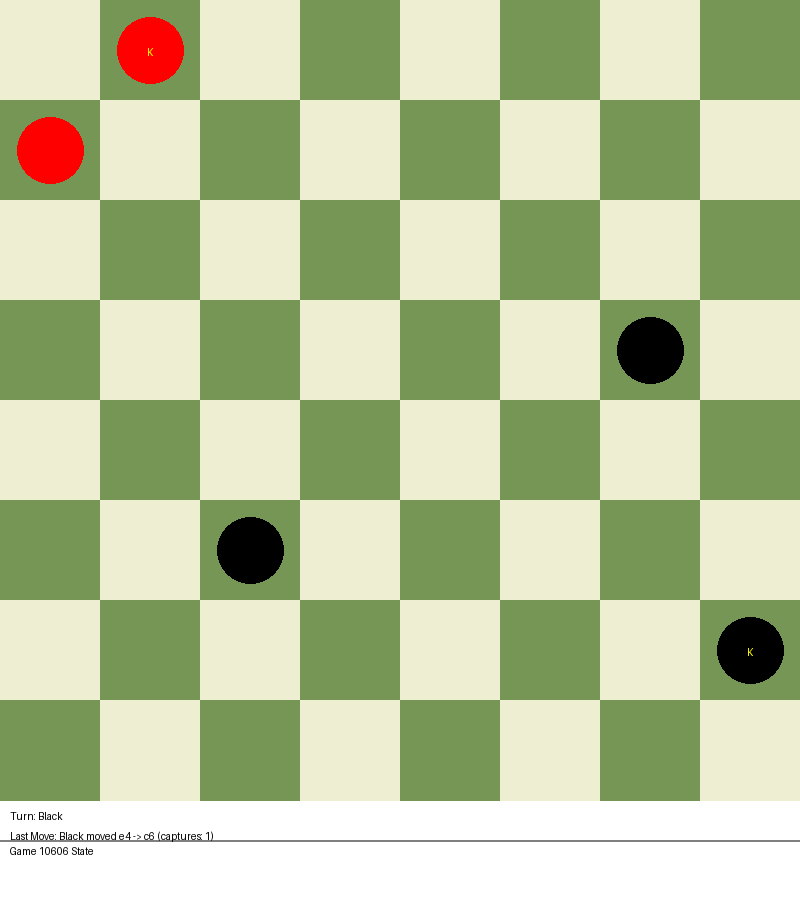 K
K
Turn: Black
Last Move: Black moved e4 -> c6 (captures: 1)
Game 10606 State